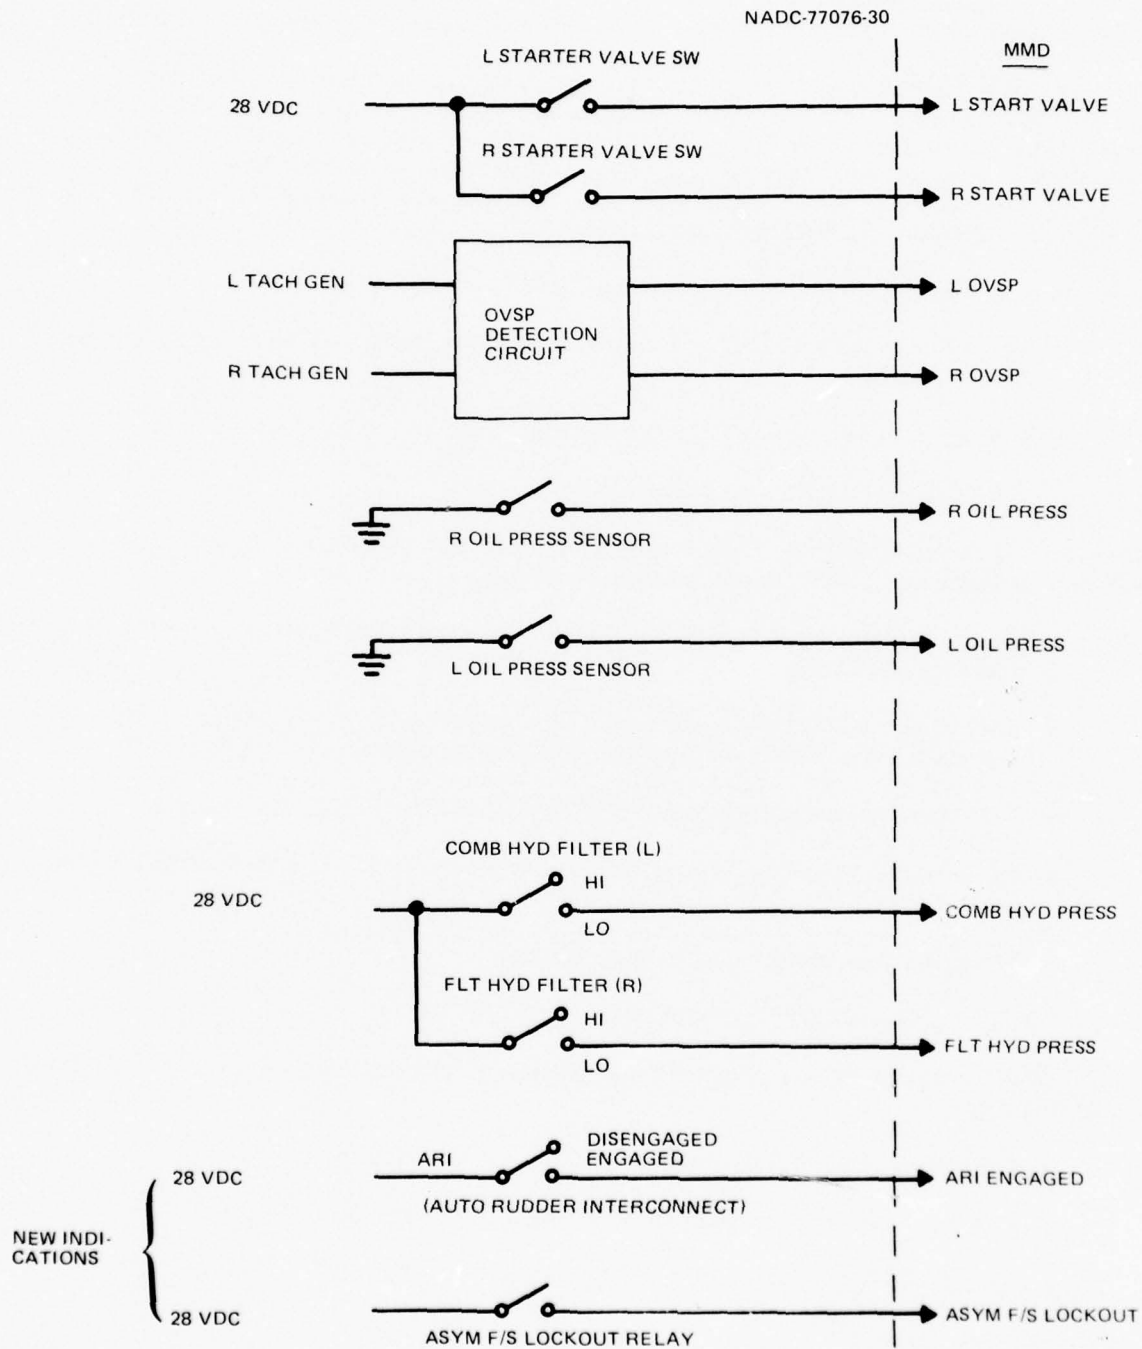 NADC-77076-30
MMD
L STARTER VALVE SW
28 VDC
L START VALVE
R STARTER VALVE SW
R START VALVE
L TACH GEN
OVSP
DETECTION
CIRCUIT
L OVSP
R TACH GEN
R OVSP
R OIL PRESS
R OIL PRESS SENSOR
L OIL PRESS
L OIL PRESS SENSOR
COMB HYD FILTER (L)
HI
28 VDC
COMB HYD PRESS
LO
FLT HYD FILTER (R)
HI
FLT HYD PRESS
LO
DISENGAGED
ENGAGED
ARI
28 VDC
ARI ENGAGED
(AUTO RUDDER INTERCONNECT)
NEW INDI-
CATIONS
28 VDC
ASYM F/S LOCKOUT
ASYM F/S LOCKOUT RELAY